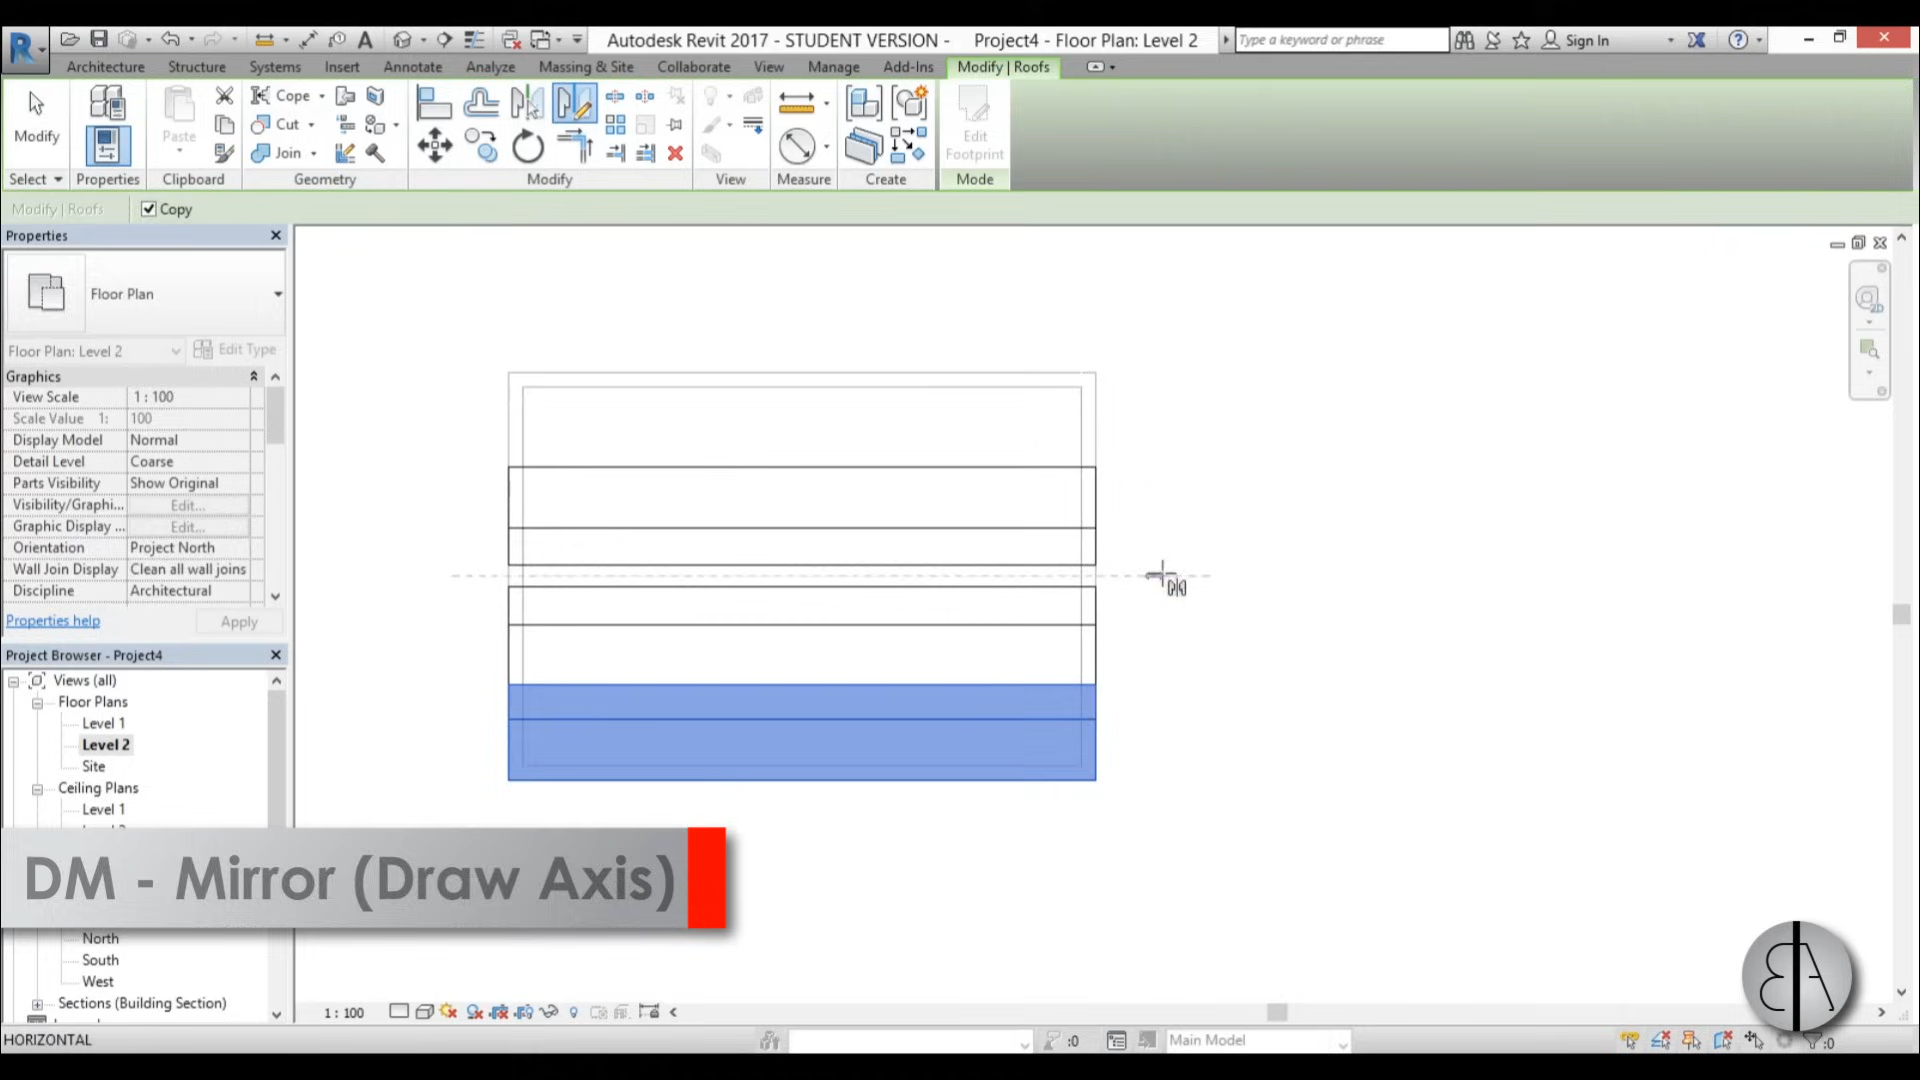 Autodesk Revit 2017 - STUDENT VERSION - Project4 - Floor Plan: Level 2
Type a keyword or phrase
Sign In
Architecture Structure Systems Insert Annotate Analyze Massing & Site Collaborate View Manage Add-Ins Modify | Roofs
Modify
Paste
Cope
Cut
Join
Edit
Footprint
Select Properties Clipboard Geometry Modify View Measure Create Mode
Modify | Roofs
Copy
Properties
Floor Plan
Floor Plan: Level 2
Edit Type
Graphics
View Scale 1 : 100
Scale Value 1: 100
Display Model Normal
Detail Level Coarse
Parts Visibility Show Original
Visibility/Graphi... Edit...
Graphic Display ... Edit...
Orientation Project North
Wall Join Display Clean all wall joins
Discipline Architectural
Properties help
Apply
Project Browser - Project4
Views (all)
Floor Plans
Level 1
Level 2
Site
Ceiling Plans
Level 1
DM - Mirror (Draw Axis)
North
South
West
Sections (Building Section)
1 : 100
HORIZONTAL
:0
Main Model
:0
2D